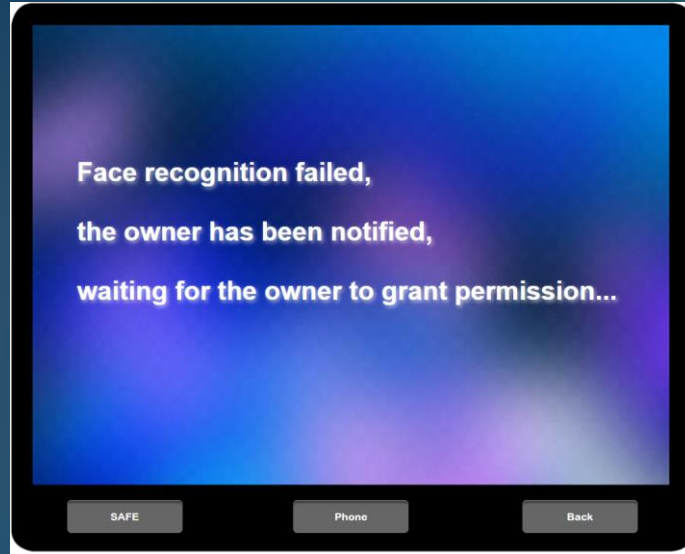 Face recognition failed,
the owner has been notified,
waiting for the owner to grant permission...
SAFE
Phone
Back